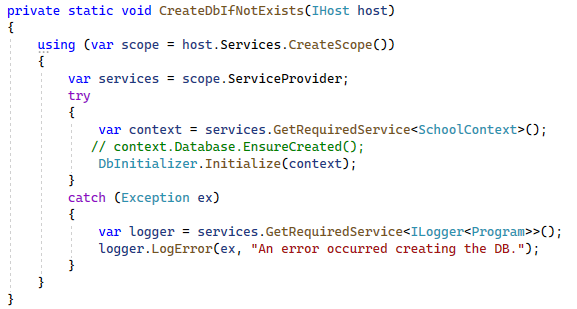 private static void CreateDbIfNotExists(IHost host)
{
    using (var scope = host.Services.CreateScope())
    {
        var services = scope.ServiceProvider;
        try
        {
            var context = services.GetRequiredService<SchoolContext>();
           // context.Database.EnsureCreated();
            DbInitializer.Initialize(context);
        }
        catch (Exception ex)
        {
            var logger = services.GetRequiredService<ILogger<Program>>();
            logger.LogError(ex, "An error occurred creating the DB.");
        }
    }
}